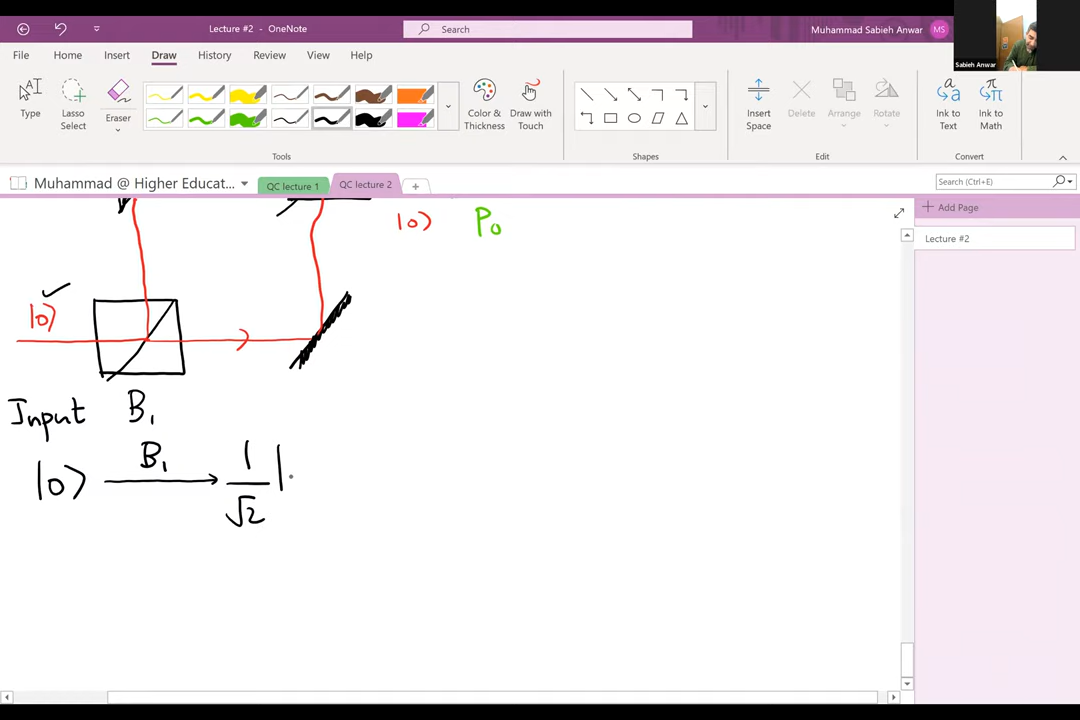 Lecture #2 - OneNote
Search
Muhammad Sabieh Anwar
MS
Sabieh Anwar
File Home Insert Draw History Review View Help
Type
Lasso Select
Eraser
Color & Thickness
Draw with Touch
Insert Space
Delete
Arrange
Rotate
Ink to Text
Ink to Math
Tools
Shapes
Edit
Convert
Muhammad @ Higher Educat...
QC lecture 1
QC lecture 2
Search (Ctrl+E)
Add Page
Lecture #2
|0⟩ P₀
|0⟩
Input B₁
|0⟩ B₁ → 1/√2 |